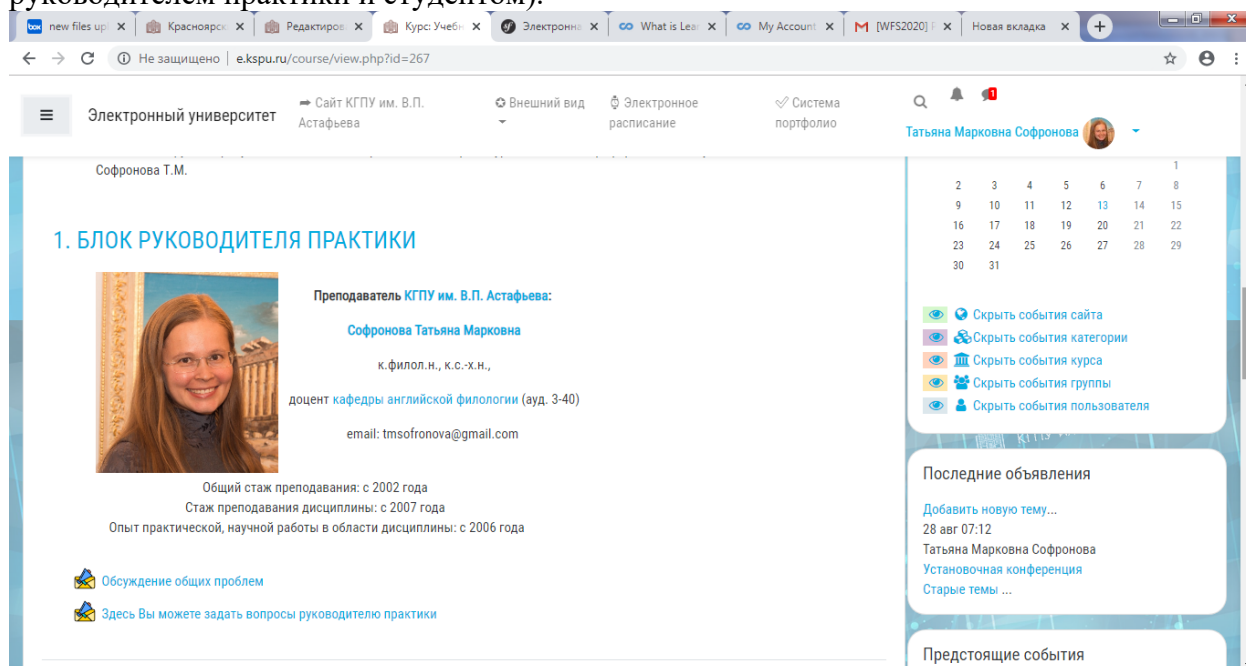 руководителем практики и студентом).
new files upl
Красноярск
Редактиров
Курс: Учебн
Электронна
What is Lear
My Account
[WFS2020] F
Новая вкладка
Не защищено | e.kspu.ru/course/view.php?id=267
Электронный университет
Сайт КГПУ им. В.П. Астафьева
Внешний вид
Электронное расписание
Система портфолио
1
Татьяна Марковна Софронова
Софронова Т.М.
1. БЛОК РУКОВОДИТЕЛЯ ПРАКТИКИ
Преподаватель КГПУ им. В.П. Астафьева:
Софронова Татьяна Марковна
к.филол.н., к.с.-х.н.,
доцент кафедры английской филологии (ауд. 3-40)
email: tmsofronova@gmail.com
Общий стаж преподавания: с 2002 года
Стаж преподавания дисциплины: с 2007 года
Опыт практической, научной работы в области дисциплины: с 2006 года
Обсуждение общих проблем
Здесь Вы можете задать вопросы руководителю практики
1
2 3 4 5 6 7 8
9 10 11 12 13 14 15
16 17 18 19 20 21 22
23 24 25 26 27 28 29
30 31
Скрыть события сайта
Скрыть события категории
Скрыть события курса
Скрыть события группы
Скрыть события пользователя
Последние объявления
Добавить новую тему...
28 авг 07:12
Татьяна Марковна Софронова
Установочная конференция
Старые темы ...
Предстоящие события